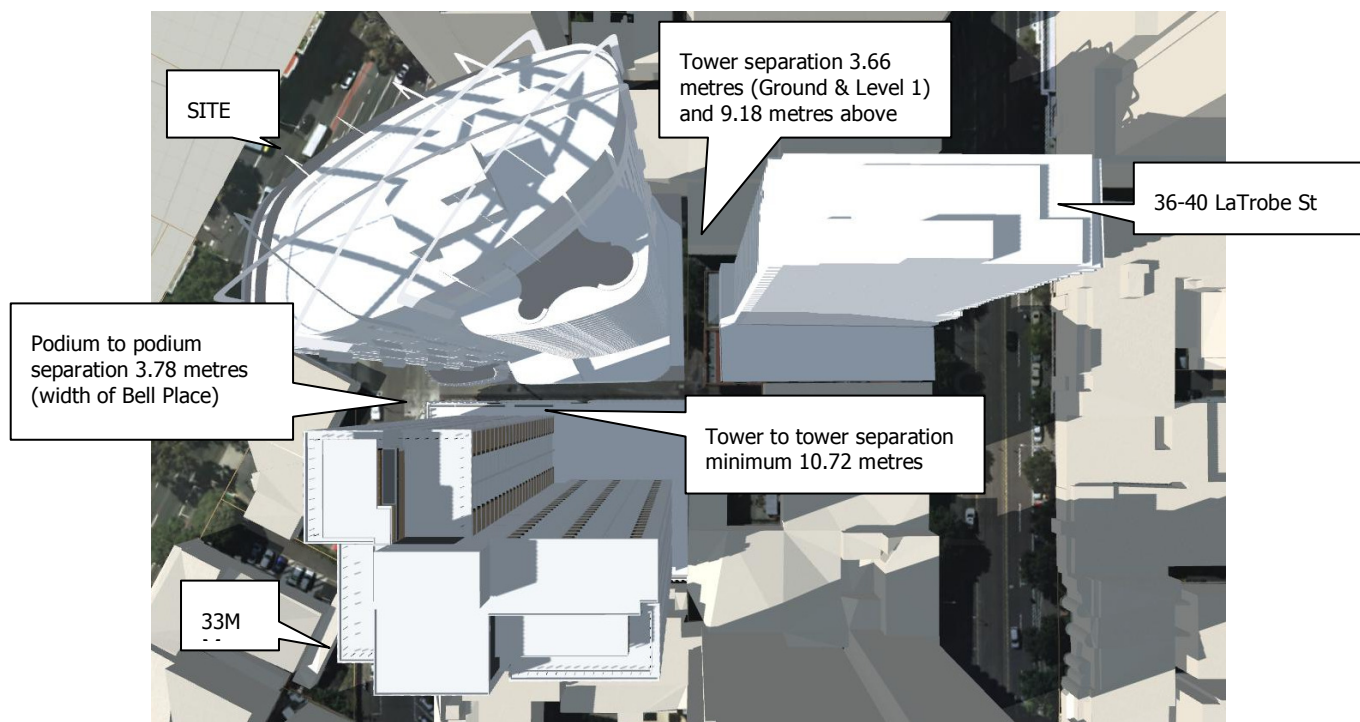 SITE
Tower separation 3.66
metres (Ground & Level 1)
and 9.18 metres above
36-40 LaTrobe St
Podium to podium
separation 3.78 metres
(width of Bell Place)
Tower to tower separation
minimum 10.72 metres
33M